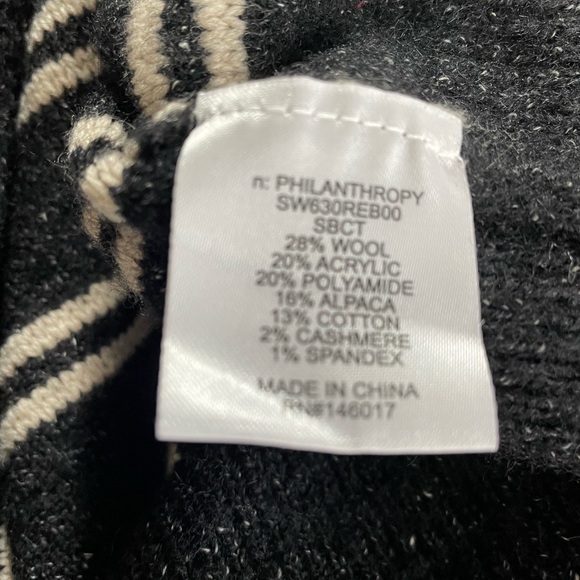 n: PHILANTHROPY
SW630REB00
SBCT
28% WOOL
20% ACRYLIC
20% POLYAMIDE
16% ALPACA
13% COTTON
2% CASHMERE
1% SPANDEX
MADE IN CHINA
RN#146017